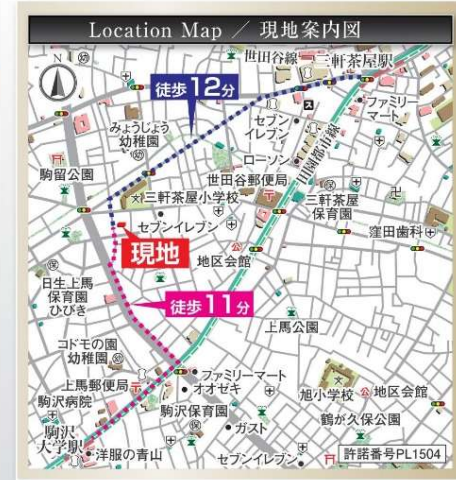 Location Map ／ 現地案内図
N
世田谷線
三軒茶屋駅
徒歩12分
ファミリー
マート
セブン
イレブン
みょうじょう
幼稚園
ローソン
田園都市線
駒留公園
世田谷郵便局
三軒茶屋小学校
三軒茶屋
保育園
セブンイレブン
窪田歯科
現地
地区会館
日生上馬
保育園
ひびき
徒歩11分
上馬公園
コドモの園
幼稚園
ファミリーマート
上馬郵便局
オオゼキ
旭小学校
地区会館
駒沢病院
駒沢保育園
鶴が久保公園
駒沢
大学駅
ガスト
洋服の青山
セブンイレブン
許諾番号PL1504